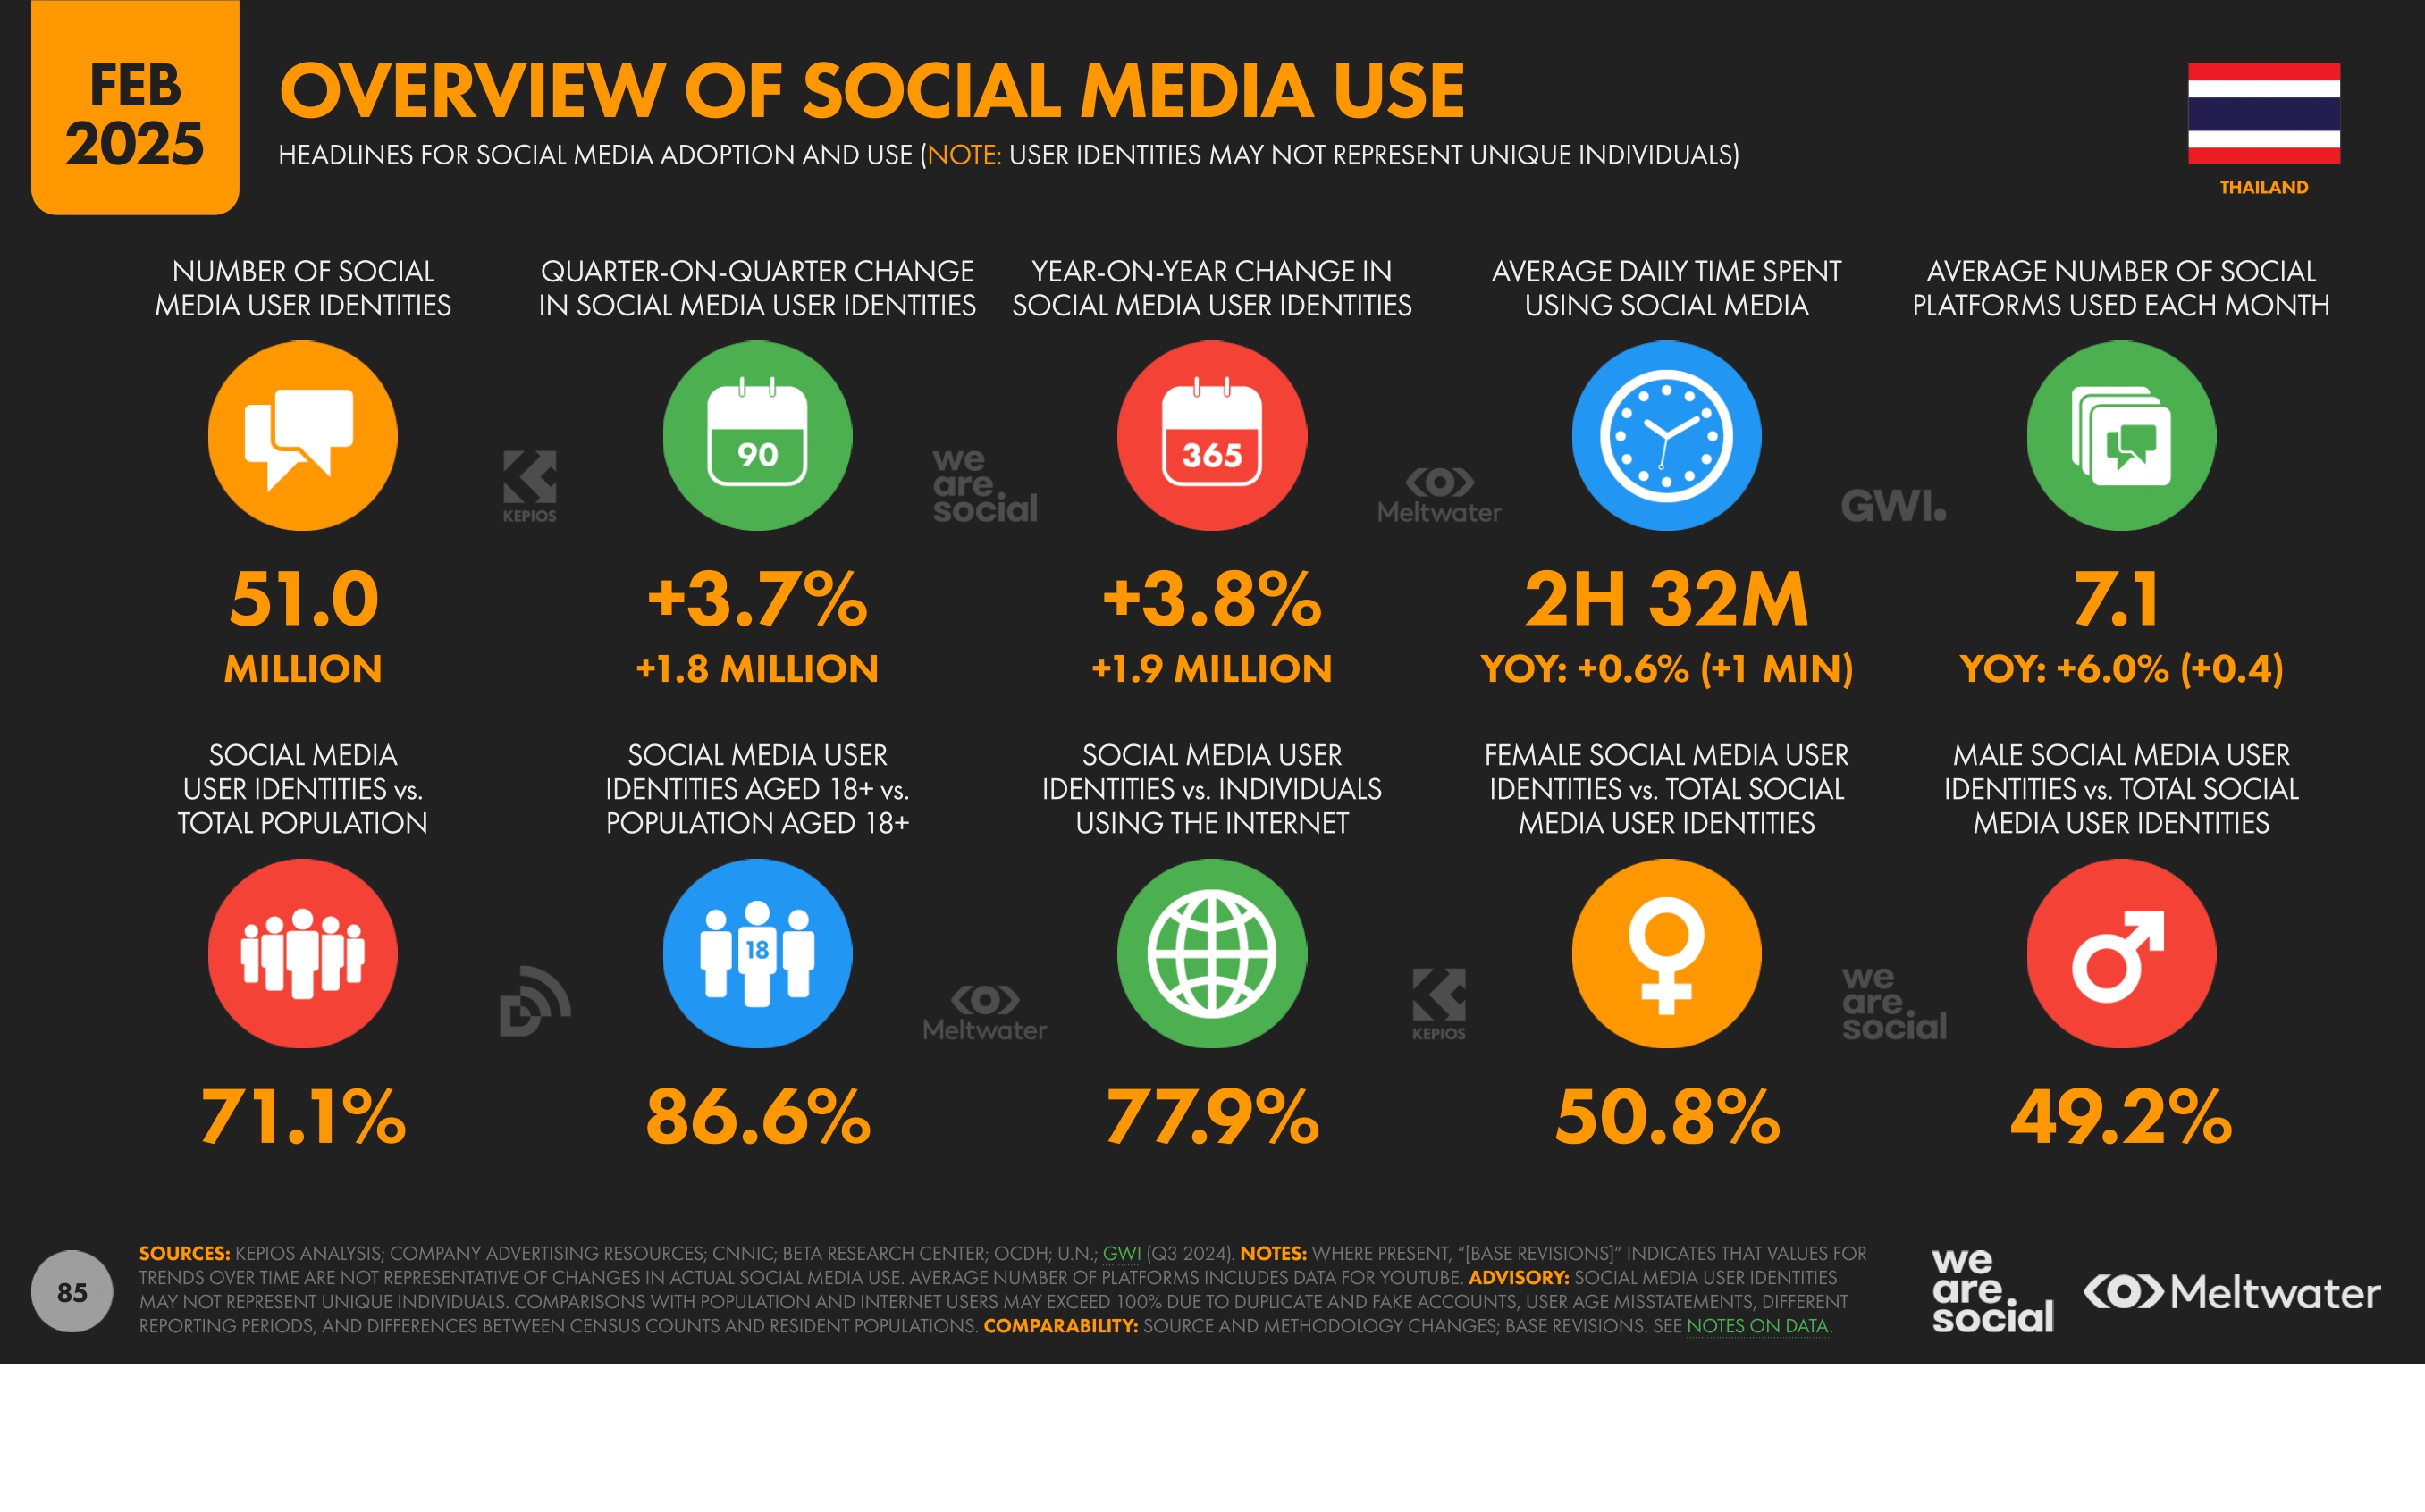 FEB
2025
OVERVIEW OF SOCIAL MEDIA USE
HEADLINES FOR SOCIAL MEDIA ADOPTION AND USE (NOTE: USER IDENTITIES MAY NOT REPRESENT UNIQUE INDIVIDUALS)
THAILAND
NUMBER OF SOCIAL
MEDIA USER IDENTITIES
51.0
MILLION
QUARTER-ON-QUARTER CHANGE
IN SOCIAL MEDIA USER IDENTITIES
90
+3.7%
+1.8 MILLION
YEAR-ON-YEAR CHANGE IN
SOCIAL MEDIA USER IDENTITIES
365
+3.8%
+1.9 MILLION
AVERAGE DAILY TIME SPENT
USING SOCIAL MEDIA
2H 32M
YOY: +0.6% (+1 MIN)
AVERAGE NUMBER OF SOCIAL
PLATFORMS USED EACH MONTH
7.1
YOY: +6.0% (+0.4)
KEPIOS
we
are
social
Meltwater
GWI.
SOCIAL MEDIA
USER IDENTITIES vs.
TOTAL POPULATION
71.1%
SOCIAL MEDIA USER
IDENTITIES AGED 18+ vs.
POPULATION AGED 18+
18
86.6%
SOCIAL MEDIA USER
IDENTITIES vs. INDIVIDUALS
USING THE INTERNET
77.9%
FEMALE SOCIAL MEDIA USER
IDENTITIES vs. TOTAL SOCIAL
MEDIA USER IDENTITIES
50.8%
MALE SOCIAL MEDIA USER
IDENTITIES vs. TOTAL SOCIAL
MEDIA USER IDENTITIES
49.2%
Meltwater
KEPIOS
we
are
social
85
SOURCES: KEPIOS ANALYSIS; COMPANY ADVERTISING RESOURCES; CNNIC; BETA RESEARCH CENTER; OCDH; U.N.; GWI (Q3 2024). NOTES: WHERE PRESENT, “[BASE REVISIONS]“ INDICATES THAT VALUES FOR
TRENDS OVER TIME ARE NOT REPRESENTATIVE OF CHANGES IN ACTUAL SOCIAL MEDIA USE. AVERAGE NUMBER OF PLATFORMS INCLUDES DATA FOR YOUTUBE. ADVISORY: SOCIAL MEDIA USER IDENTITIES
MAY NOT REPRESENT UNIQUE INDIVIDUALS. COMPARISONS WITH POPULATION AND INTERNET USERS MAY EXCEED 100% DUE TO DUPLICATE AND FAKE ACCOUNTS, USER AGE MISSTATEMENTS, DIFFERENT
REPORTING PERIODS, AND DIFFERENCES BETWEEN CENSUS COUNTS AND RESIDENT POPULATIONS. COMPARABILITY: SOURCE AND METHODOLOGY CHANGES; BASE REVISIONS. SEE NOTES ON DATA.
we
are
social
Meltwater